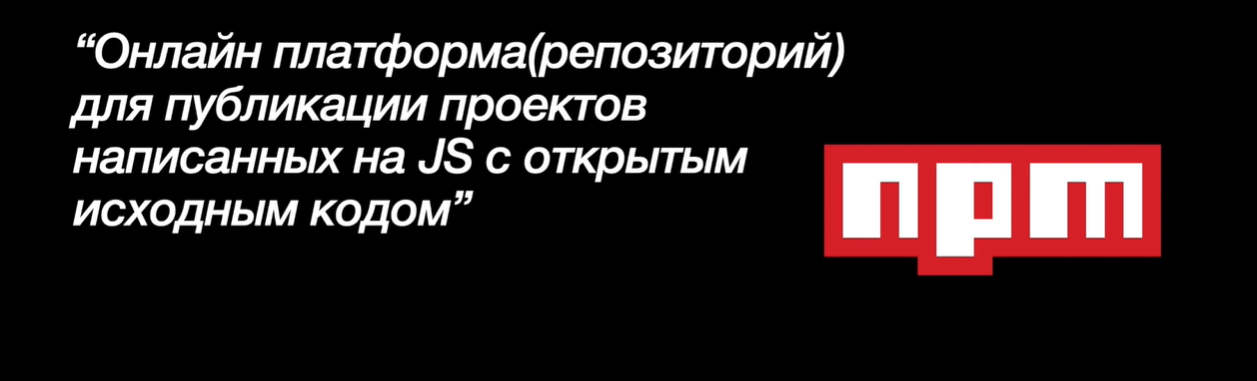 “Онлайн платформа(репозиторий)
для публикации проектов
написанных на JS с открытым
исходным кодом”
npm